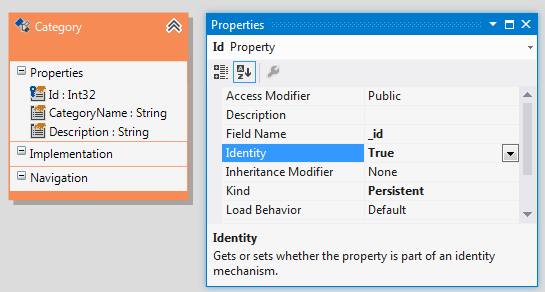 Category
Properties
Id : Int32
CategoryName : String
Description : String
Implementation
Navigation
Properties
Id Property
Access Modifier Public
Description
Field Name _id
Identity True
Inheritance Modifier None
Kind Persistent
Load Behavior Default
Identity
Gets or sets whether the property is part of an identity
mechanism.